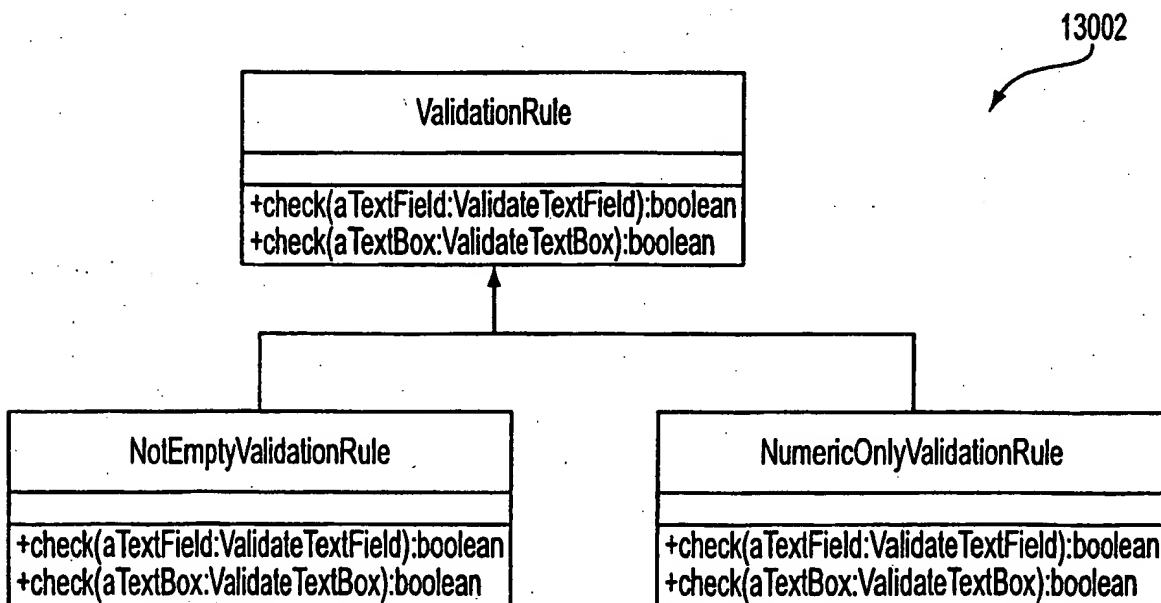 13002
ValidationRule
+check(aTextField:ValidateTextField):boolean
+check(aTextBox:ValidateTextBox):boolean
NotEmptyValidationRule
+check(aTextField:ValidateTextField):boolean
+check(aTextBox:ValidateTextBox):boolean
NumericOnlyValidationRule
+check(aTextField:ValidateTextField):boolean
+check(aTextBox:ValidateTextBox):boolean